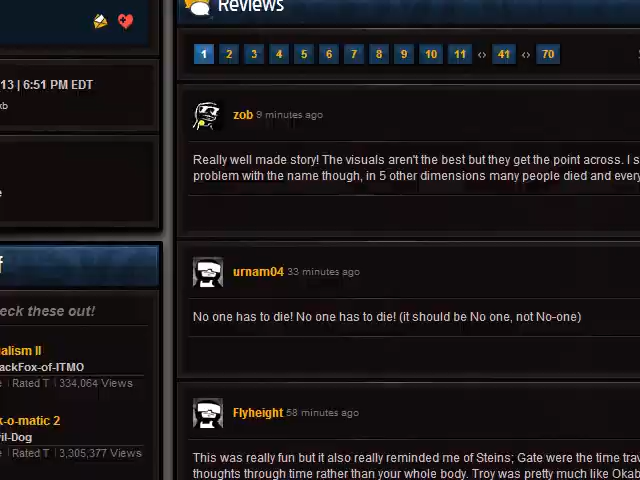 Reviews
1 2 3 4 5 6 7 8 9 10 11 <> 41 <> 70
13 | 6:51 PM EDT
zob 9 minutes ago
Really well made story! The visuals aren't the best but they get the point across. I s
problem with the name though, in 5 other dimensions many people died and every
urnam04 33 minutes ago
No one has to die! No one has to die! (it should be No one, not No-one)
eck these out!
alism II
ackFox-of-ITMO
e | Rated T | 334,064 Views
k-o-matic 2
vil-Dog
e | Rated T | 3,305,377 Views
Flyheight 58 minutes ago
This was really fun but it also really reminded me of Steins; Gate were the time trav
thoughts through time rather than your whole body. Troy was pretty much like Okab